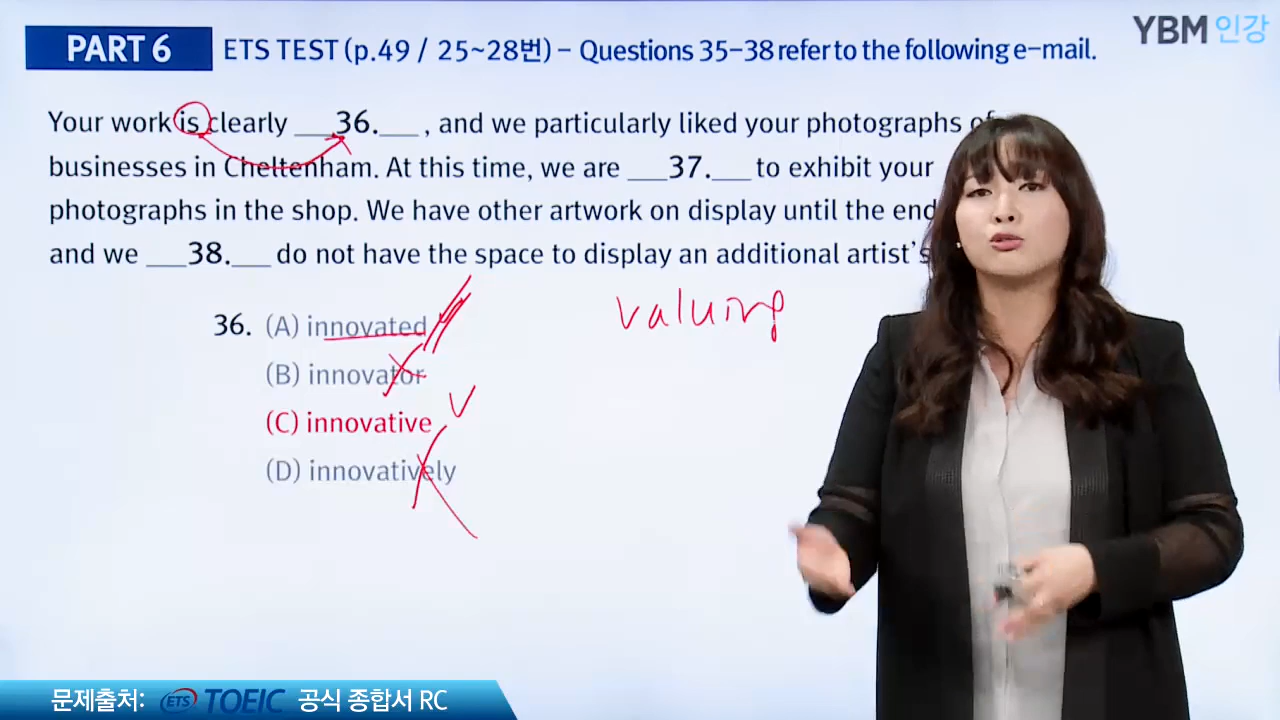 PART 6
ETS TEST (p.49 / 25~28번) – Questions 35–38 refer to the following e–mail.
YBM 인강
Your work is clearly ___36.___ , and we particularly liked your photographs of
businesses in Cheltenham. At this time, we are ___37.___ to exhibit your
photographs in the shop. We have other artwork on display until the end
and we ___38.___ do not have the space to display an additional artist's
valuing
36. (A) innovated
(B) innovator
(C) innovative
(D) innovatively
문제출처: ETS TOEIC 공식 종합서 RC